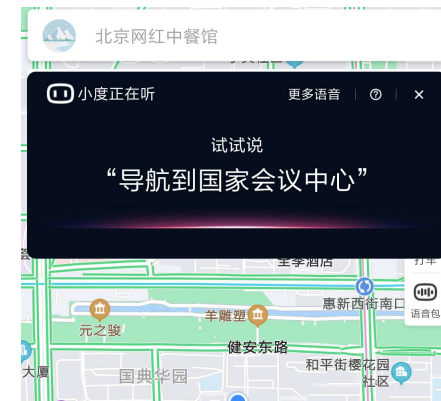 北京网红中餐馆
小度正在听
更多语音
试试说
“导航到国家会议中心”
全季酒店
打车
惠新西街南口
语音包
羊雕塑
元之骏
健安东路
大厦
国典华园
和平街樱花园
社区